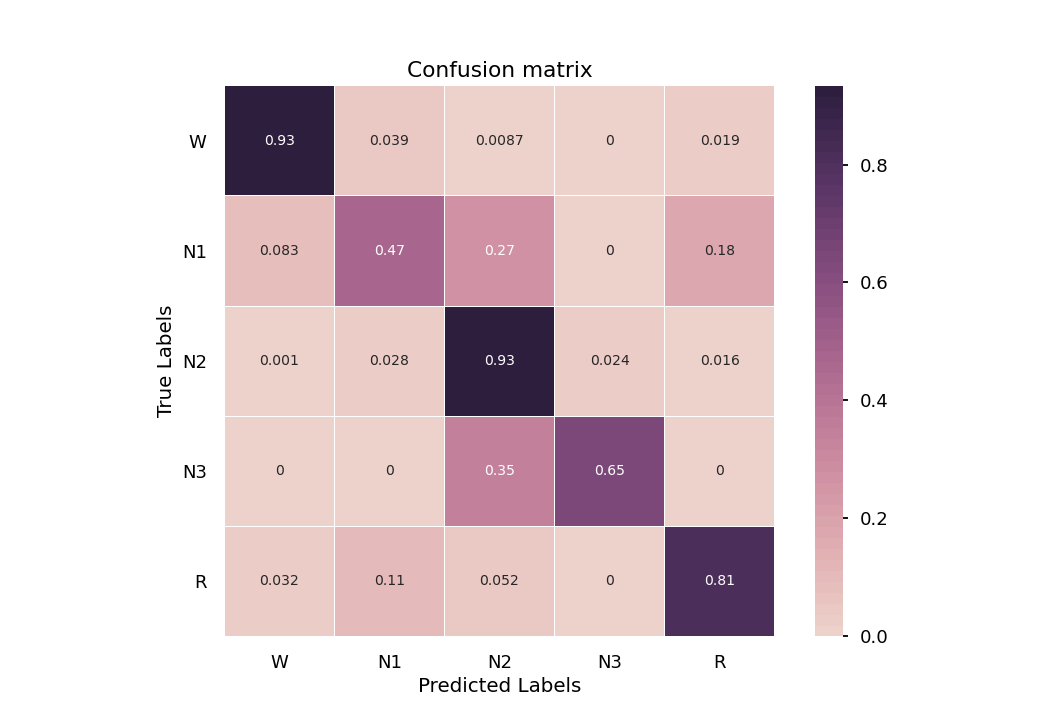 Confusion matrix
W 0.93 0.039 0.0087 0 0.019
N1 0.083 0.47 0.27 0 0.18
N2 0.001 0.028 0.93 0.024 0.016
N3 0 0 0.35 0.65 0
R 0.032 0.11 0.052 0 0.81
W N1 N2 N3 R
Predicted Labels
True Labels
0.8
0.6
0.4
0.2
0.0